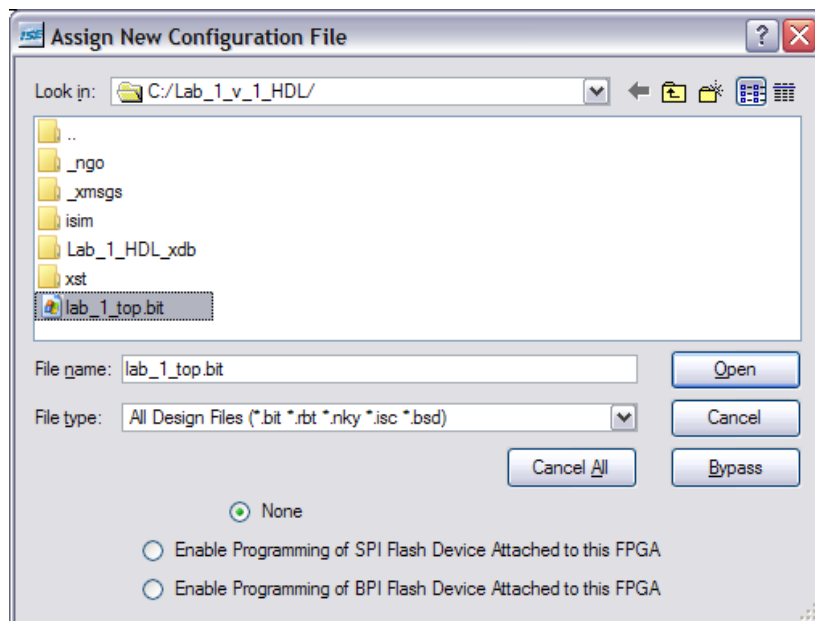 ISE Assign New Configuration File
Look in: C:/Lab_1_v_1_HDL/
..
_ngo
_xmsgs
isim
Lab_1_HDL_xdb
xst
lab_1_top.bit
File name: lab_1_top.bit Open
File type: All Design Files (*.bit *.rbt *.nky *.isc *.bsd) Cancel
Cancel All Bypass
None
Enable Programming of SPI Flash Device Attached to this FPGA
Enable Programming of BPI Flash Device Attached to this FPGA